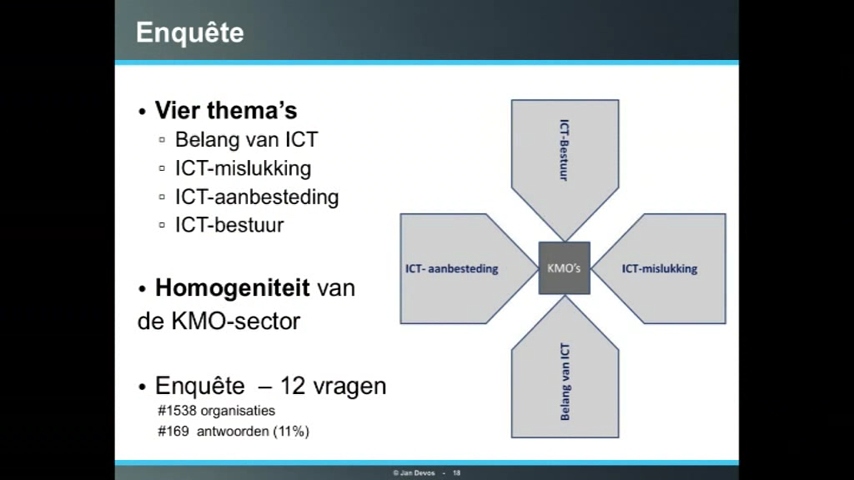 Enquête
• Vier thema's
▫ Belang van ICT
▫ ICT-mislukking
▫ ICT-aanbesteding
▫ ICT-bestuur
• Homogeniteit van
de KMO-sector
• Enquête – 12 vragen
#1538 organisaties
#169 antwoorden (11%)
ICT-Bestuur
ICT- aanbesteding
KMO's
ICT-mislukking
Belang van ICT
© Jan Devos - 18